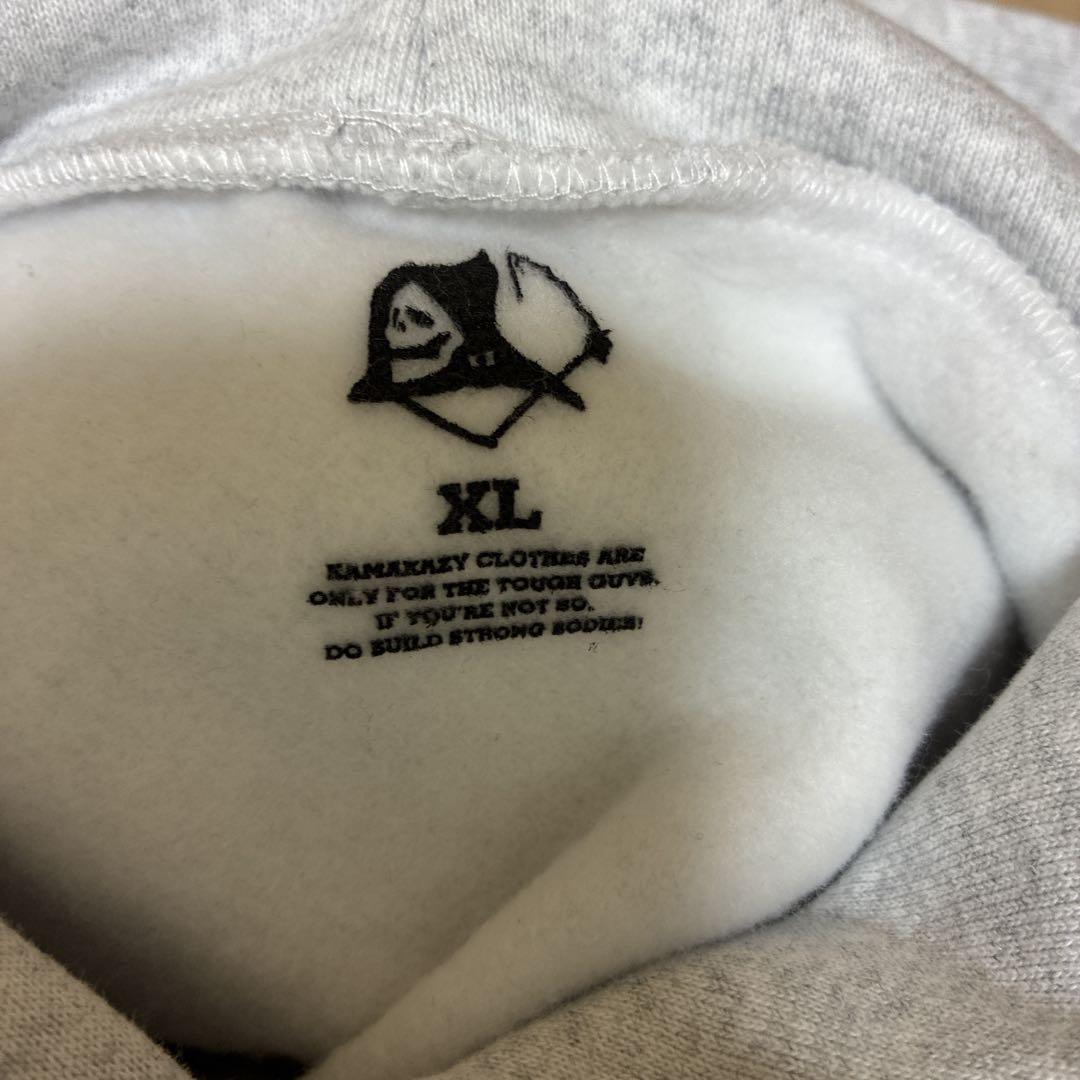 XL
KAMAKAZY CLOTHES ARE
ONLY FOR THE TOUGH GUYS.
IF YOU'RE NOT SO,
DO BUILD STRONG BODIES!